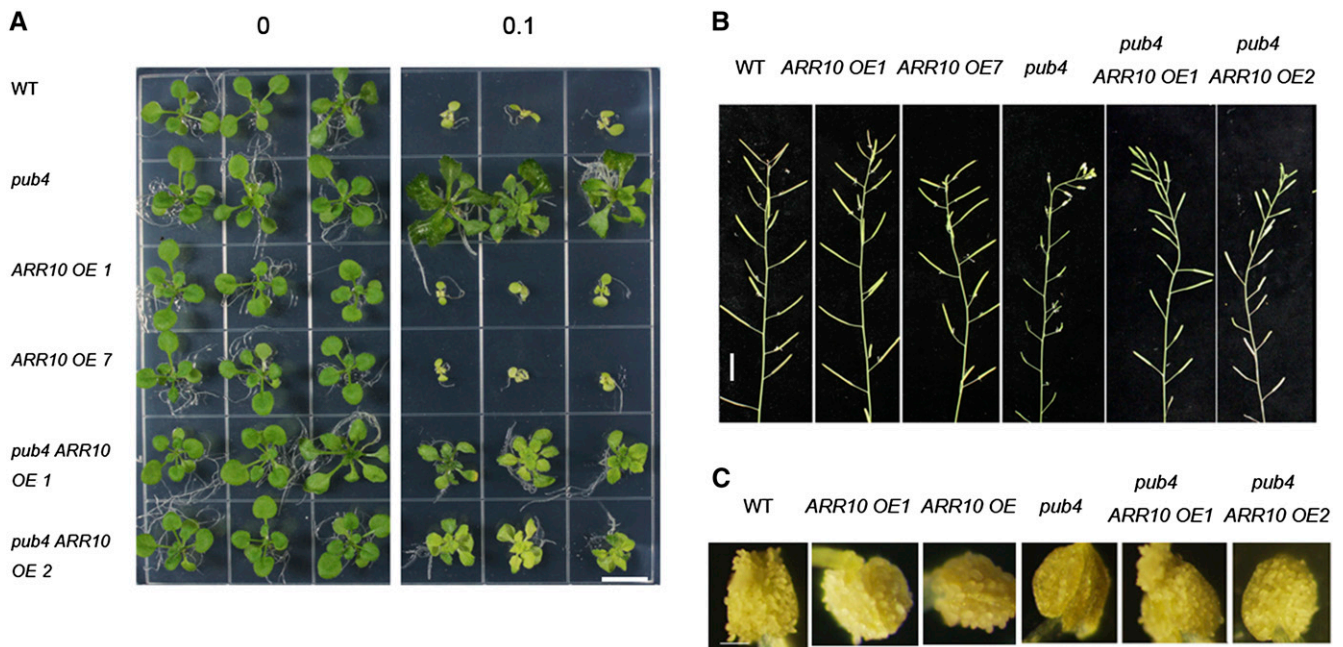 A
0 0.1
WT
pub4
ARR10 OE 1
ARR10 OE 7
pub4 ARR10
OE 1
pub4 ARR10
OE 2
B
pub4 pub4
WT ARR10 OE1 ARR10 OE7 pub4 ARR10 OE1 ARR10 OE2
C
pub4 pub4
WT ARR10 OE1 ARR10 OE pub4 ARR10 OE1 ARR10 OE2